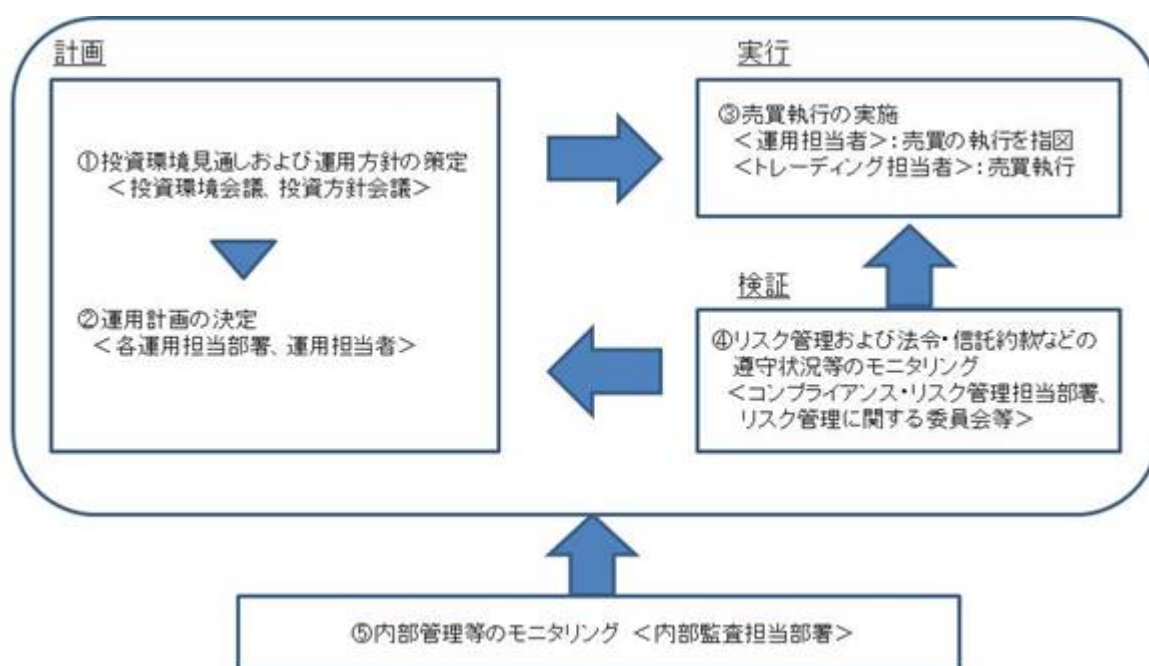 計画
①投資環境見通しおよび運用方針の策定
＜投資環境会議、投資方針会議＞
②運用計画の決定
＜各運用担当部署、運用担当者＞
実行
③売買執行の実施
＜運用担当者＞：売買の執行を指図
＜トレーディング担当者＞：売買執行
検証
④リスク管理および法令・信託約款などの
遵守状況等のモニタリング
＜コンプライアンス・リスク管理担当部署、
リスク管理に関する委員会等＞
⑤内部管理等のモニタリング ＜内部監査担当部署＞